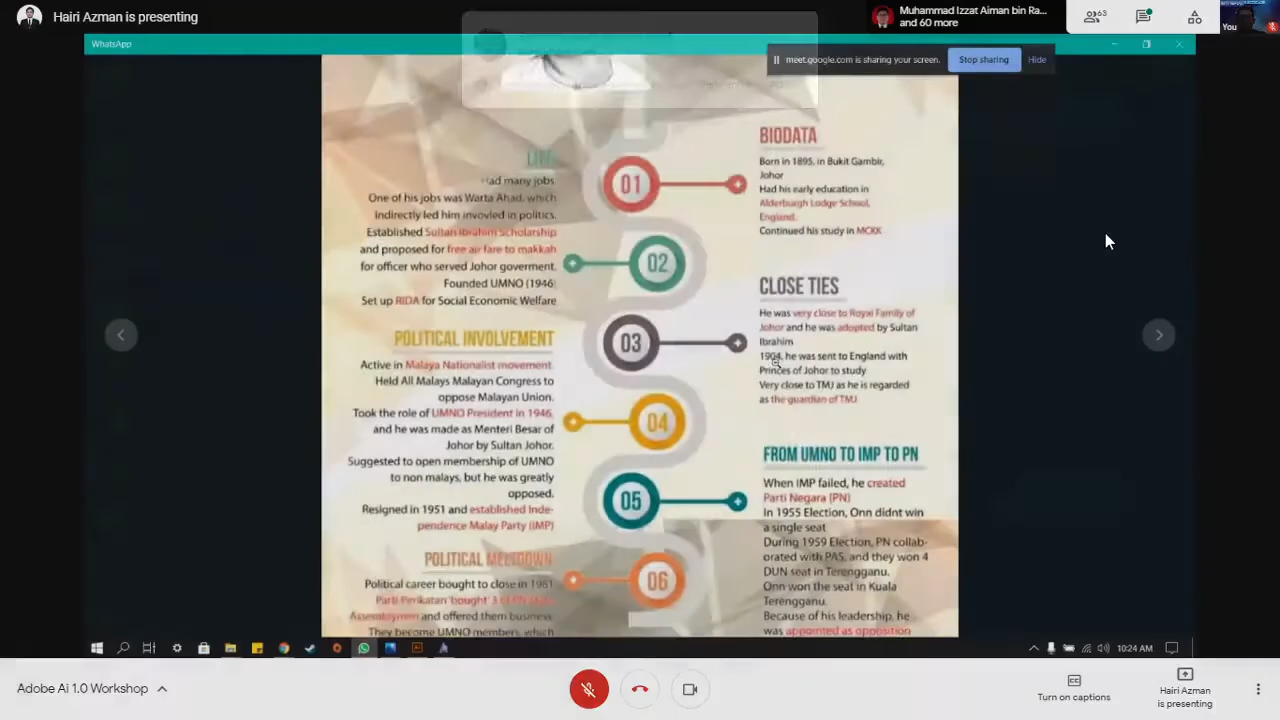 Hairi Azman is presenting
Muhammad Izzat Aiman bin Ra...
and 60 more
63
You
WhatsApp
meet.google.com is sharing your screen.
Stop sharing
Hide
BIODATA
Born in 1895, in Bukit Gambir,
Johor
Had his early education in
Alderburgh Lodge School,
England.
Continued his study in MCKK
01
LIFE
Had many jobs
One of his jobs was Warta Ahad, which
indirectly led him invovled in politics.
Established Sultan Ibrahim Scholarship
and proposed for free air fare to makkah
for officer who served Johor goverment.
Founded UMNO (1946)
Set up RIDA for Social Economic Welfare
02
CLOSE TIES
He was very close to Royal Family of
Johor and he was adopted by Sultan
Ibrahim
1904, he was sent to England with
Princes of Johor to study
Very close to TMJ as he is regarded
as the guardian of TMJ
03
POLITICAL INVOLVEMENT
Active in Malaya Nationalist movement.
Held All Malays Malayan Congress to
oppose Malayan Union.
Took the role of UMNO President in 1946,
and he was made as Menteri Besar of
Johor by Sultan Johor.
Suggested to open membership of UMNO
to non malays, but he was greatly
opposed.
Resigned in 1951 and established Inde-
pendence Malay Party (IMP)
04
FROM UMNO TO IMP TO PN
When IMP failed, he created
Parti Negara (PN)
In 1955 Election, Onn didnt win
a single seat
During 1959 Election, PN collab-
orated with PAS, and they won 4
DUN seat in Terengganu.
Onn won the seat in Kuala
Terengganu.
Because of his leadership, he
was appointed as opposition
05
POLITICAL MELTDOWN
Political career bought to close in 1961
Parti Perikatan 'bought' 3 of PN
Assemblymen and offered them business.
They become UMNO members, which
06
10:24 AM
Adobe Ai 1.0 Workshop
Turn on captions
Hairi Azman
is presenting